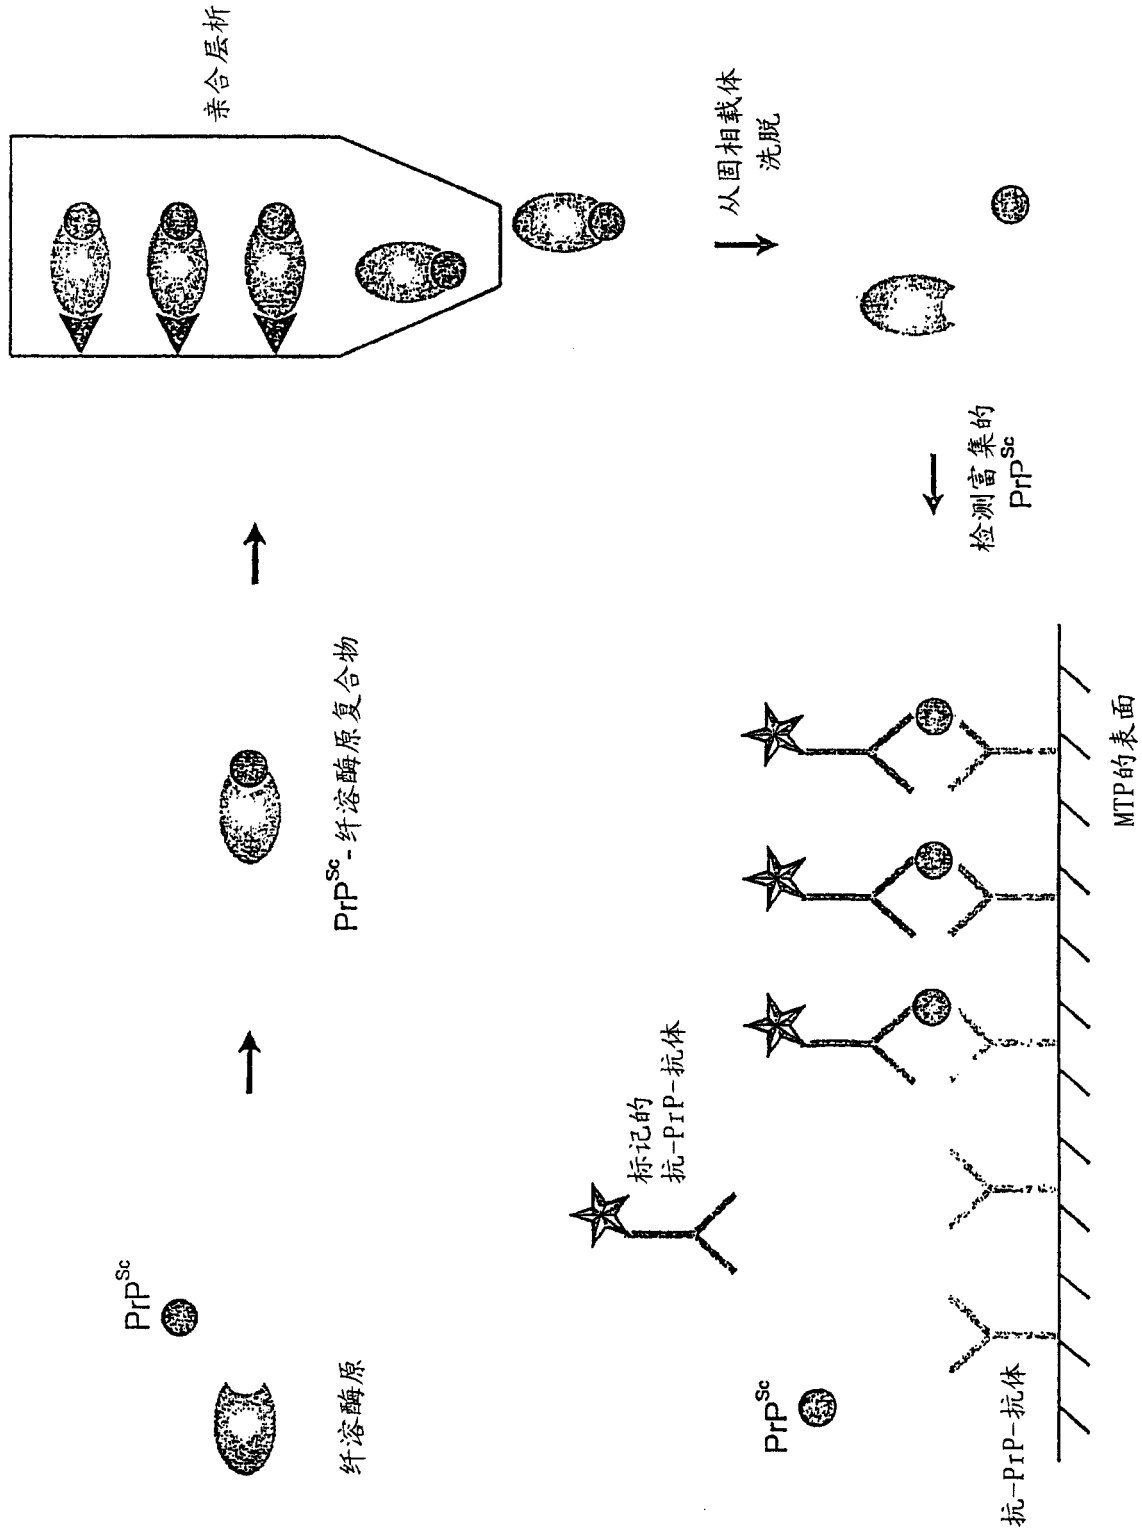 PrP^Sc
纤溶酶原
PrP^Sc-纤溶酶原复合物
亲合层析
从固相载体
洗脱
检测富集的
PrP^Sc
标记的
抗-PrP-抗体
PrP^Sc
抗-PrP-抗体
MTP的表面